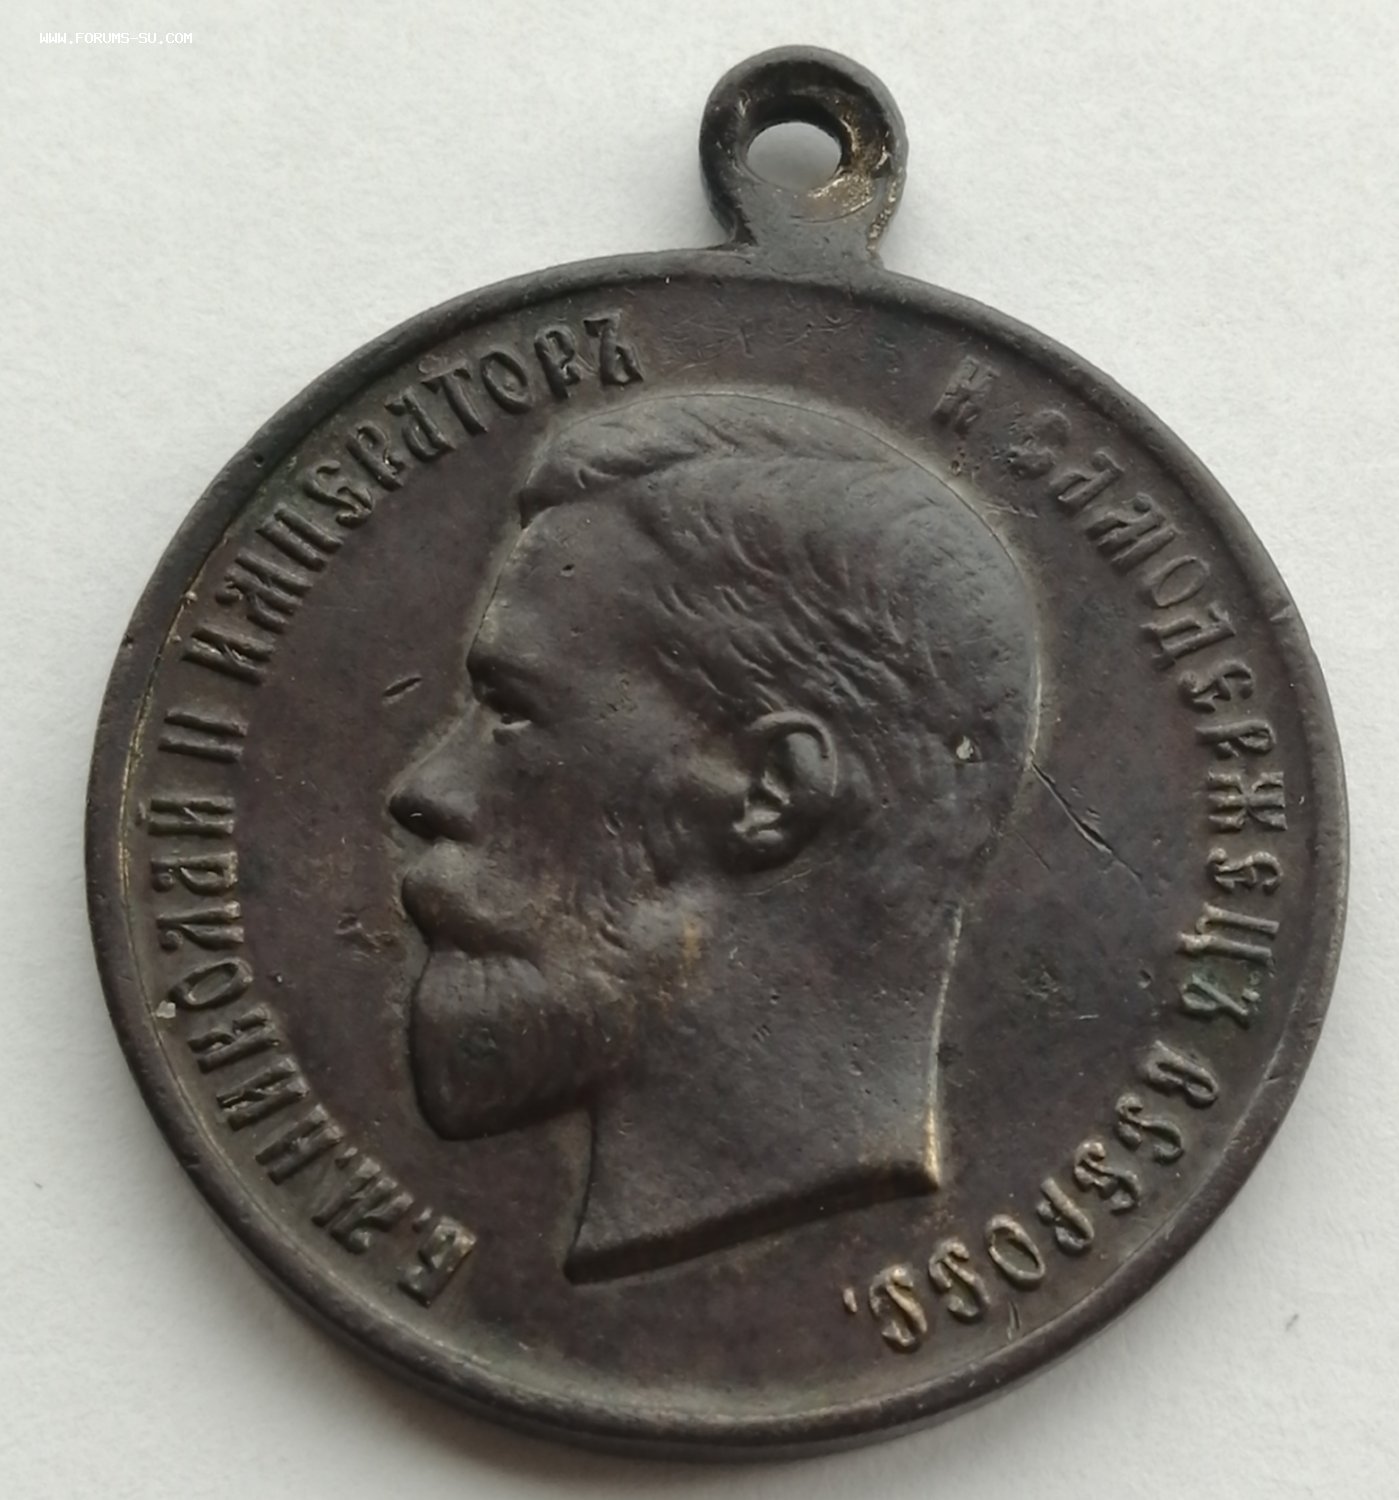 WWW.FORUMS-SU.COM
Б.М.НИКОЛАЙ II ИМПЕРАТОРЪ
И САМОДЕРЖЕЦЪ ВСЕРОСС.